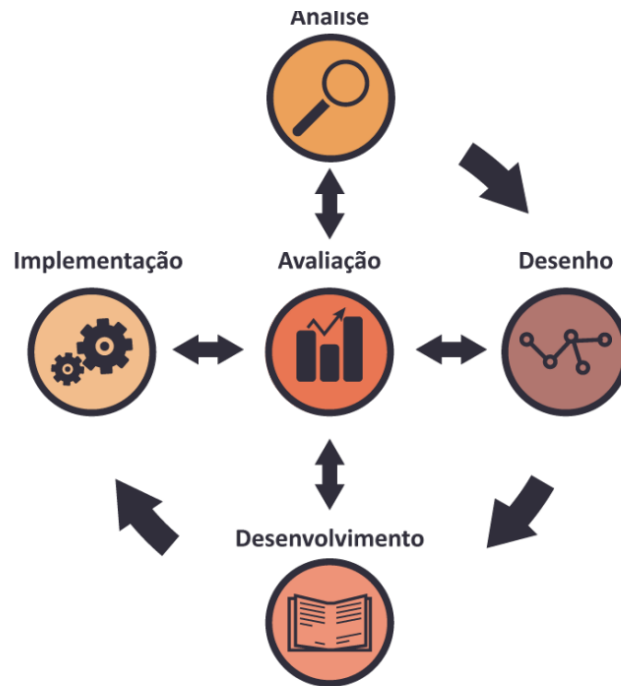 Análise
Implementação
Avaliação
Desenho
Desenvolvimento